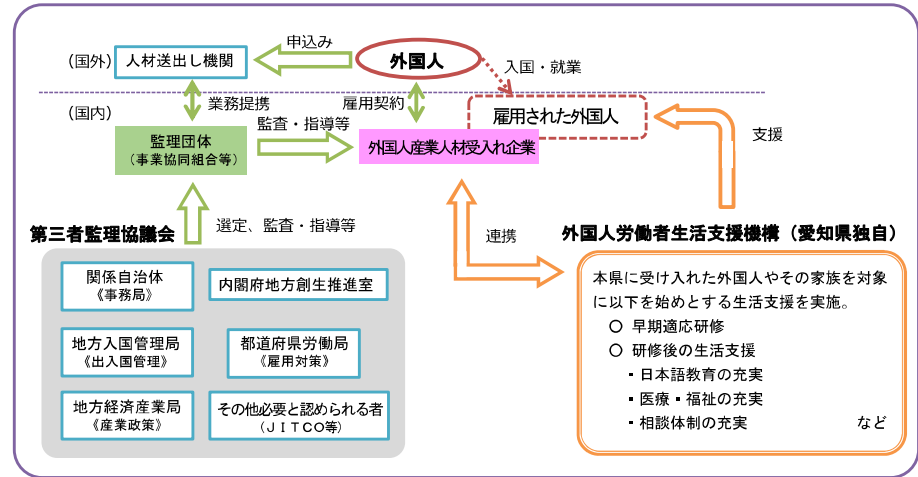 申込み
(国外)
人材送出し機関
外国人
入国・就業
(国内)
業務提携
雇用契約
雇用された外国人
監査・指導等
監理団体
(事業協同組合等)
外国人産業人材受入れ企業
支援
選定、監査・指導等
第三者監理協議会
連携
外国人労働者生活支援機構(愛知県独自)
関係自治体
《事務局》
内閣府地方創生推進室
地方入国管理局
《出入国管理》
都道府県労働局
《雇用対策》
地方経済産業局
《産業政策》
その他必要と認められる者
(JITCO等)
本県に受け入れた外国人やその家族を対象
に以下を始めとする生活支援を実施。
○ 早期適応研修
○ 研修後の生活支援
・日本語教育の充実
・医療・福祉の充実
・相談体制の充実 など